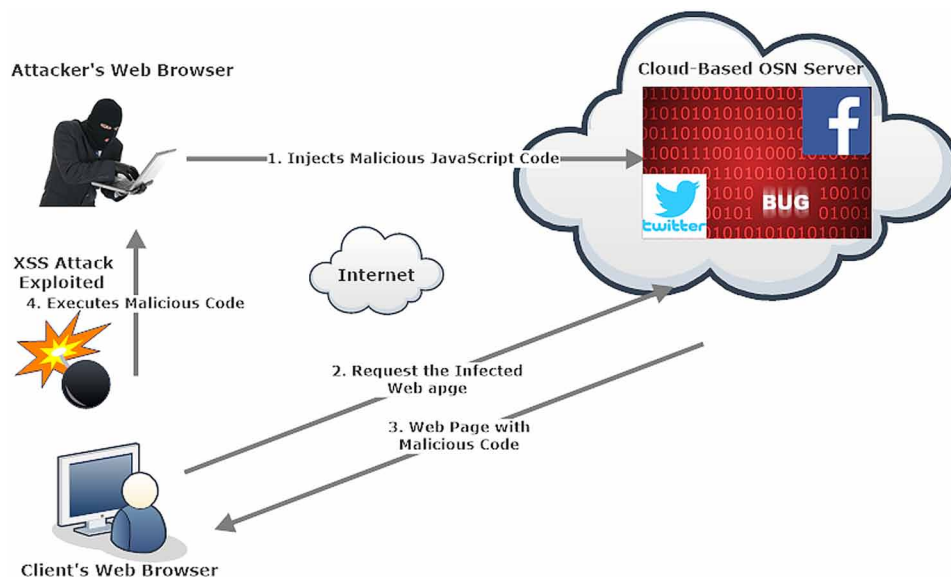 Attacker's Web Browser
Cloud-Based OSN Server
f
1. Injects Malicious JavaScript Code
twitter
BUG
XSS Attack
Exploited
4. Executes Malicious Code
Internet
2. Request the Infected
Web apge
3. Web Page with
Malicious Code
Client's Web Browser